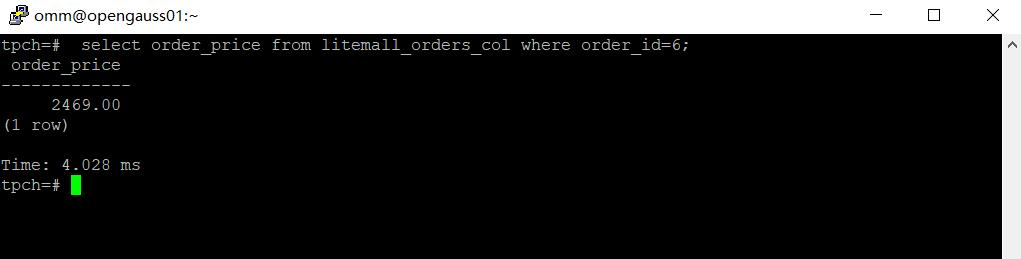 omm@opengauss01:~
tpch=#  select order_price from litemall_orders_col where order_id=6;
 order_price
-------------
     2469.00
(1 row)

Time: 4.028 ms
tpch=#